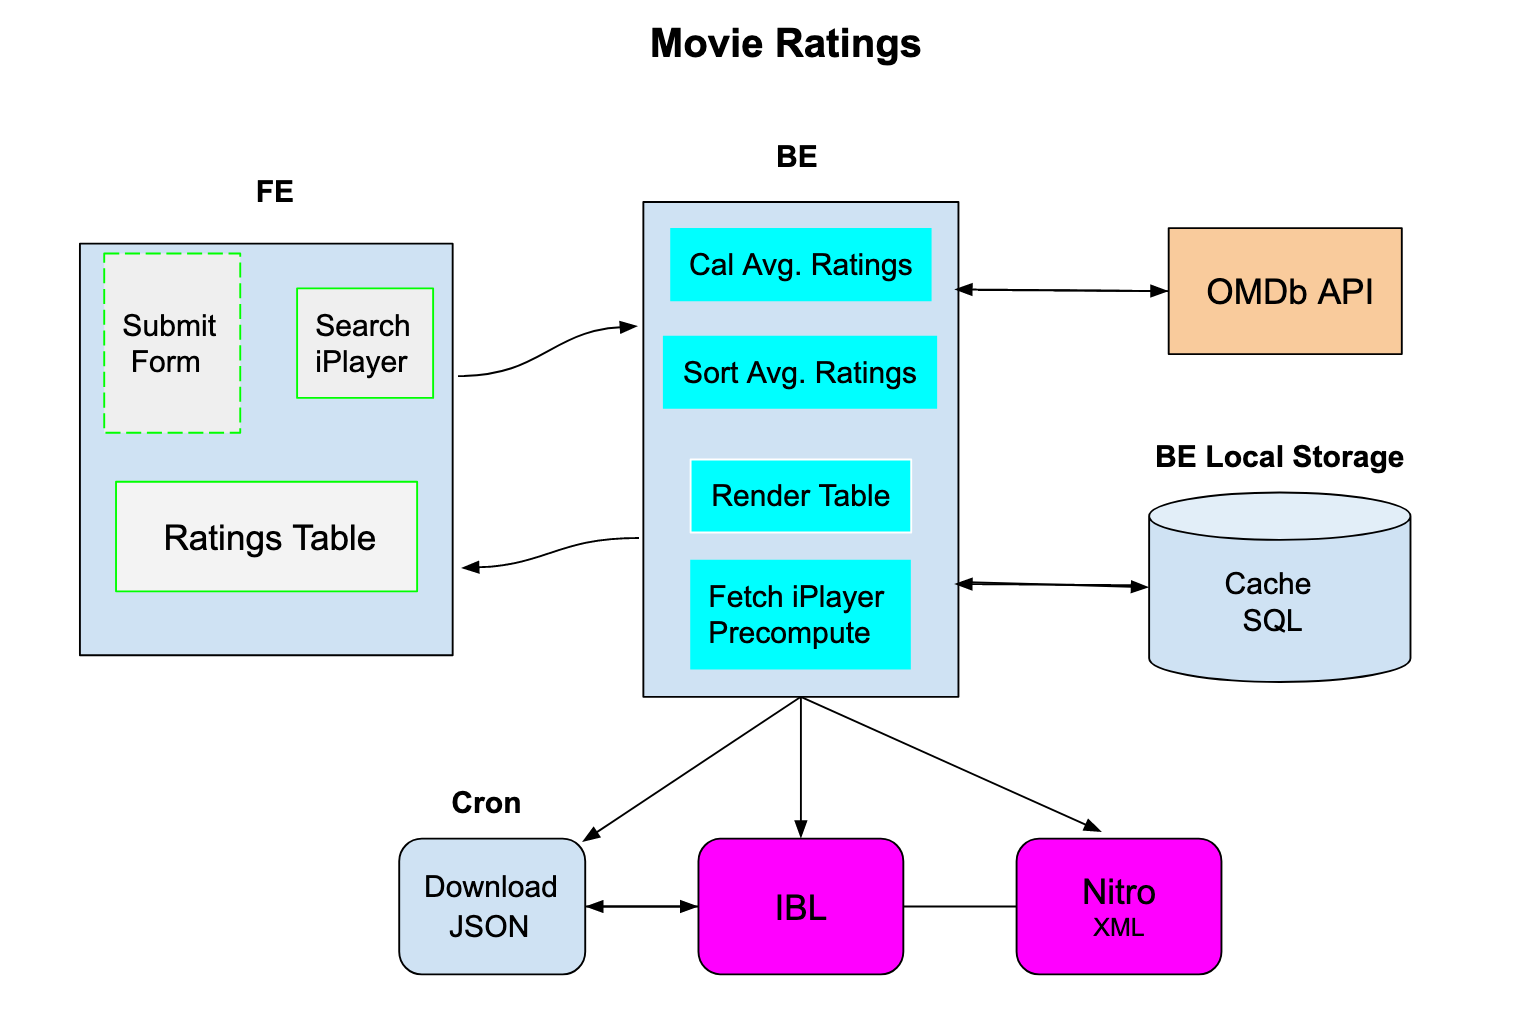 Movie Ratings
FE
Submit
Form
Search
iPlayer
Ratings Table
BE
Cal Avg. Ratings
Sort Avg. Ratings
Render Table
Fetch iPlayer
Precompute
OMDb API
BE Local Storage
Cache
SQL
Cron
Download
JSON
IBL
Nitro
XML